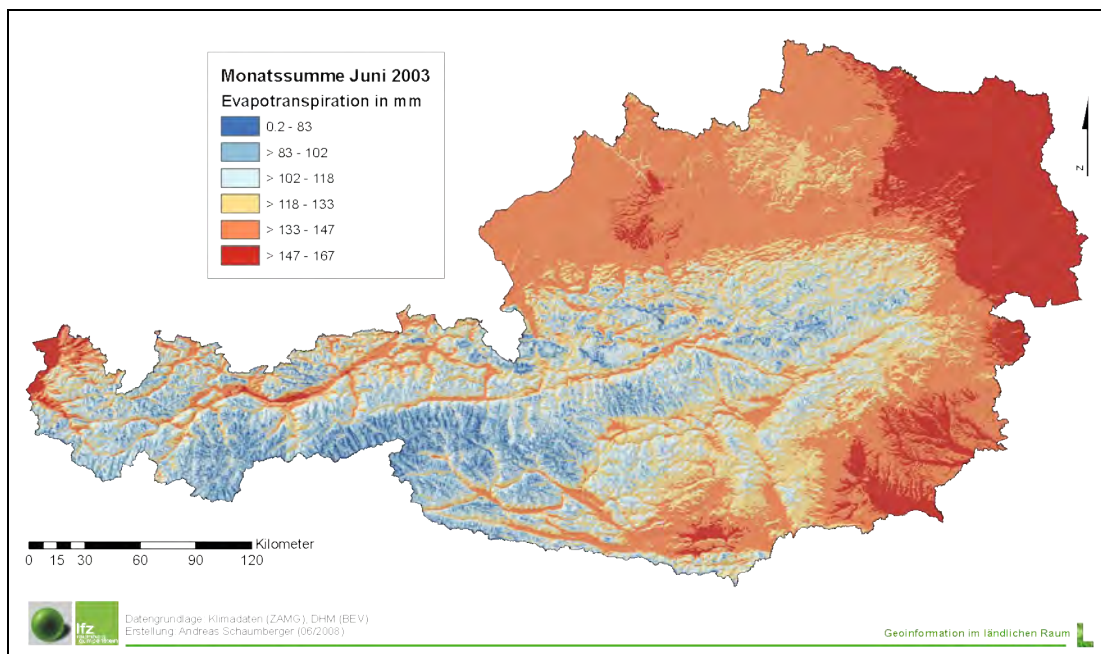 Monatssumme Juni 2003
Evapotranspiration in mm
0.2 - 83
> 83 - 102
> 102 - 118
> 118 - 133
> 133 - 147
> 147 - 167
N
Kilometer
0 15 30 60 90 120
lfz
raumberg
gumpenstein
Datengrundlage: Klimadaten (ZAMG), DHM (BEV)
Erstellung: Andreas Schaumberger (06/2008)
Geoinformation im ländlichen Raum